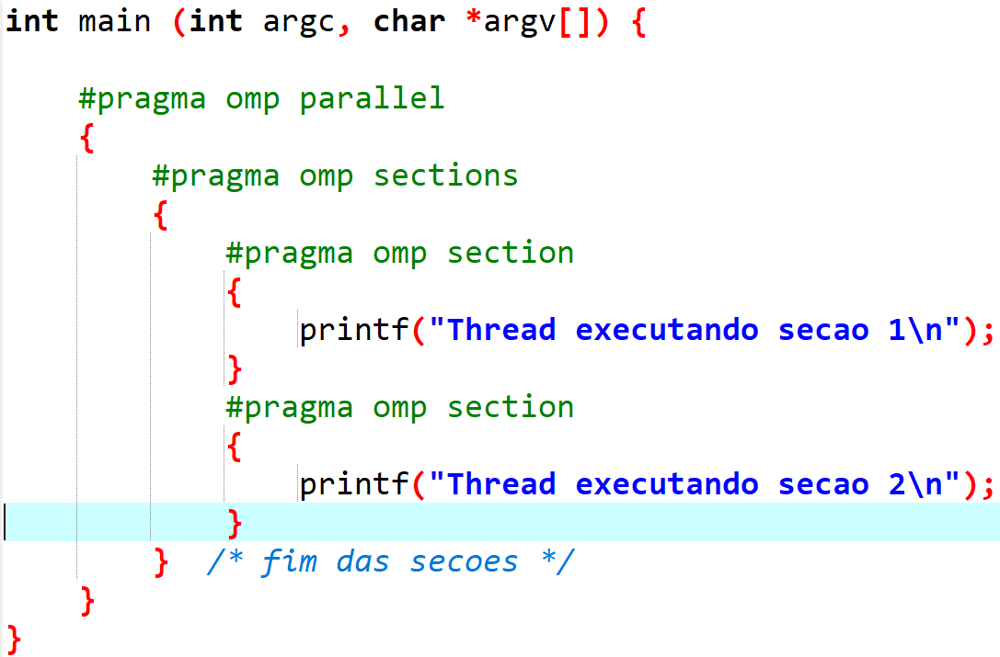 int main (int argc, char *argv[]) {
#pragma omp parallel
{
#pragma omp sections
{
#pragma omp section
{
printf("Thread executando secao 1\n");
}
#pragma omp section
{
printf("Thread executando secao 2\n");
}
} /* fim das secoes */
}
}